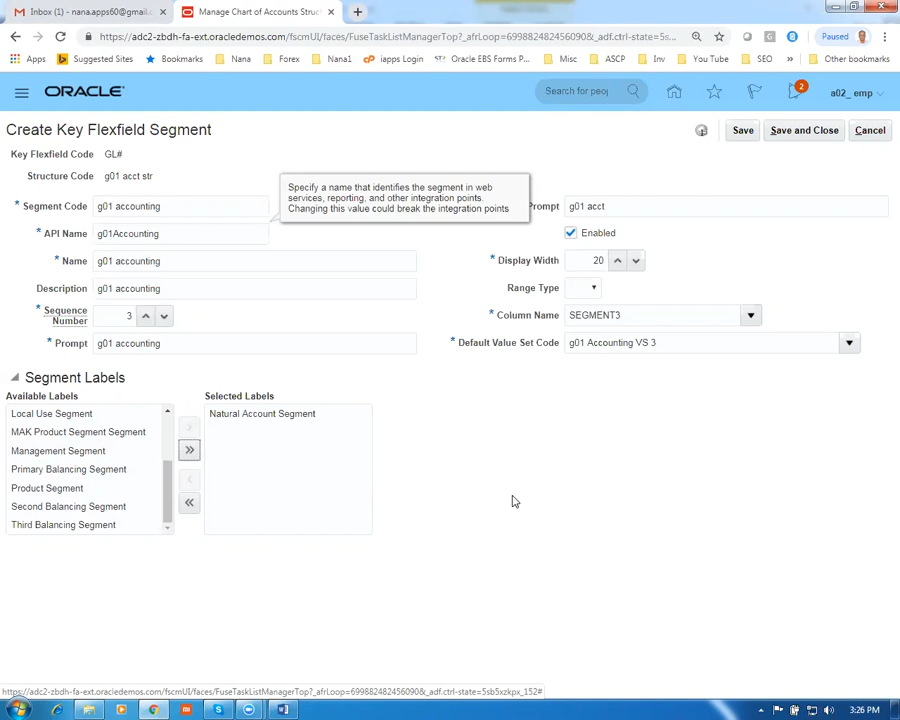 Inbox (1) - nana.apps60@gmail.c
Manage Chart of Accounts Struc
https://adc2-zbdh-fa-ext.oracledemos.com/fscmUI/faces/FuseTaskListManagerTop?_afrLoop=699882482456090&_adf.ctrl-state=5s...
Paused
Apps
Suggested Sites
Bookmarks
Nana
Forex
Nana1
iapps Login
Oracle EBS Forms P...
Misc
ASCP
Inv
You Tube
SEO
»
Other bookmarks
ORACLE
Search for peop
2
a02_ emp
Create Key Flexfield Segment
Save
Save and Close
Cancel
Key Flexfield Code GL#
Structure Code g01 acct str
Specify a name that identifies the segment in web
services, reporting, and other integration points.
Changing this value could break the integration points
* Segment Code g01 accounting
Prompt g01 acct
* API Name g01Accounting
Enabled
* Name g01 accounting
* Display Width 20
Description g01 accounting
Range Type
* Sequence
Number 3
* Column Name SEGMENT3
* Prompt g01 accounting
* Default Value Set Code g01 Accounting VS 3
Segment Labels
Available Labels
Selected Labels
Local Use Segment
MAK Product Segment Segment
Management Segment
Primary Balancing Segment
Product Segment
Second Balancing Segment
Third Balancing Segment
Natural Account Segment
https://adc2-zbdh-fa-ext.oracledemos.com/fscmUI/faces/FuseTaskListManagerTop?_afrLoop=699882482456090&_adf.ctrl-state=5sb5xzkpx_152#
3:26 PM